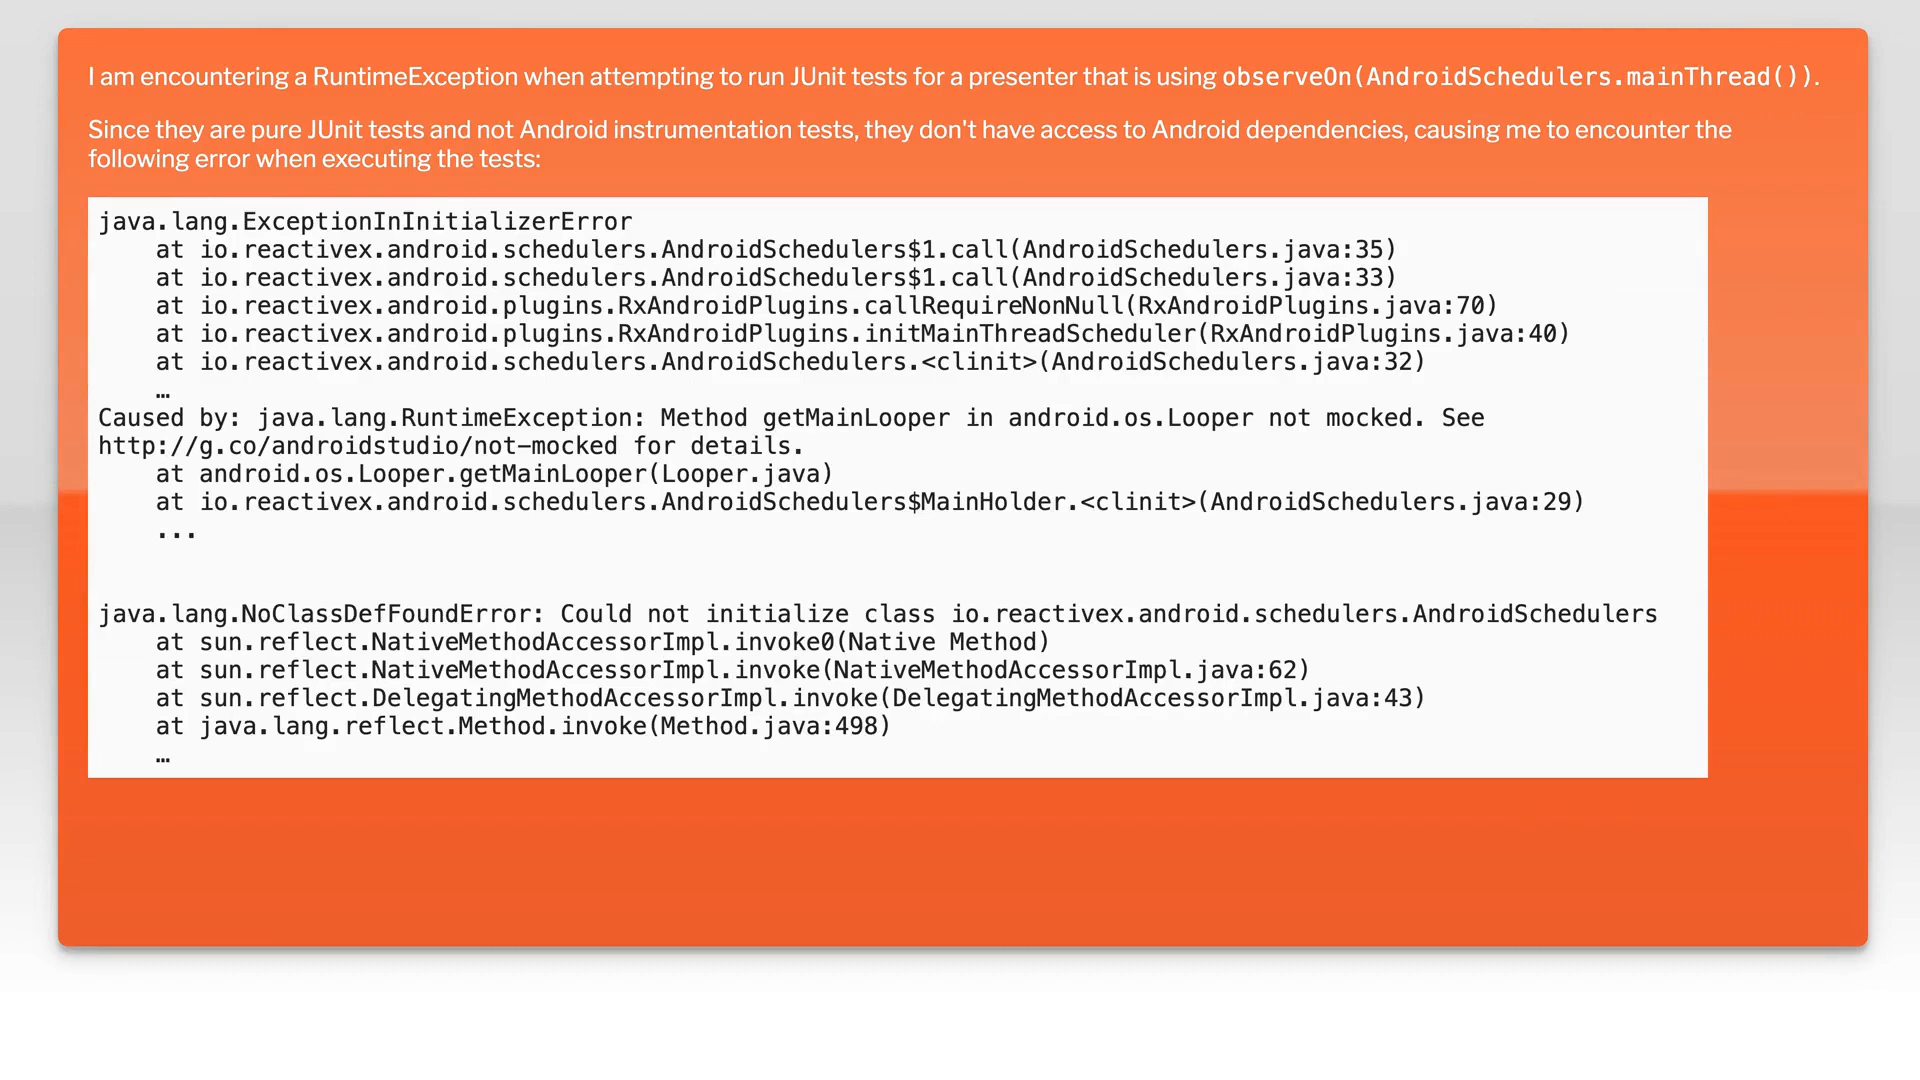 I am encountering a RuntimeException when attempting to run JUnit tests for a presenter that is using observeOn(AndroidSchedulers.mainThread()).
Since they are pure JUnit tests and not Android instrumentation tests, they don't have access to Android dependencies, causing me to encounter the
following error when executing the tests:
java.lang.ExceptionInInitializerError
    at io.reactivex.android.schedulers.AndroidSchedulers$1.call(AndroidSchedulers.java:35)
    at io.reactivex.android.schedulers.AndroidSchedulers$1.call(AndroidSchedulers.java:33)
    at io.reactivex.android.plugins.RxAndroidPlugins.callRequireNonNull(RxAndroidPlugins.java:70)
    at io.reactivex.android.plugins.RxAndroidPlugins.initMainThreadScheduler(RxAndroidPlugins.java:40)
    at io.reactivex.android.schedulers.AndroidSchedulers.<clinit>(AndroidSchedulers.java:32)
    …
Caused by: java.lang.RuntimeException: Method getMainLooper in android.os.Looper not mocked. See
http://g.co/androidstudio/not-mocked for details.
    at android.os.Looper.getMainLooper(Looper.java)
    at io.reactivex.android.schedulers.AndroidSchedulers$MainHolder.<clinit>(AndroidSchedulers.java:29)
    ...
java.lang.NoClassDefFoundError: Could not initialize class io.reactivex.android.schedulers.AndroidSchedulers
    at sun.reflect.NativeMethodAccessorImpl.invoke0(Native Method)
    at sun.reflect.NativeMethodAccessorImpl.invoke(NativeMethodAccessorImpl.java:62)
    at sun.reflect.DelegatingMethodAccessorImpl.invoke(DelegatingMethodAccessorImpl.java:43)
    at java.lang.reflect.Method.invoke(Method.java:498)
    …